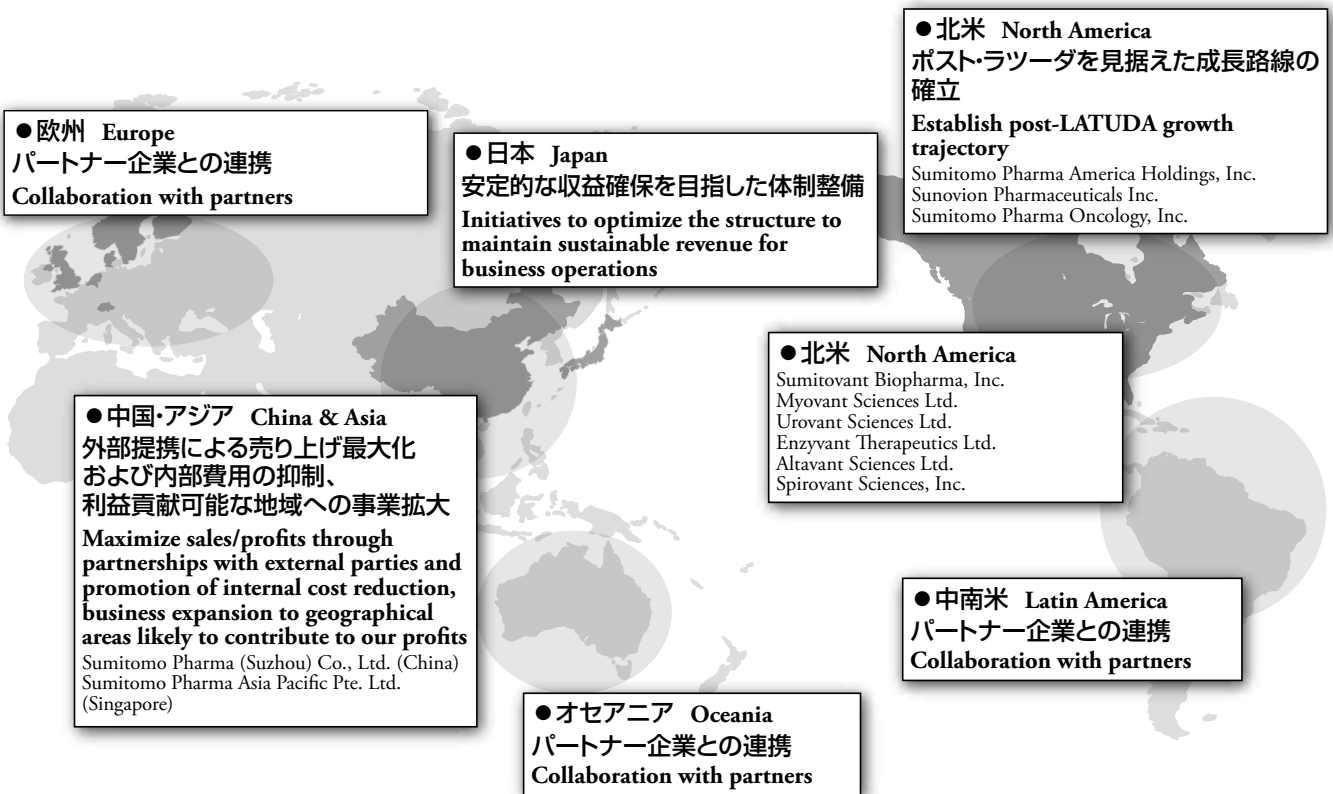 ●欧州 Europe
パートナー企業との連携
Collaboration with partners
●日本 Japan
安定的な収益確保を目指した体制整備
Initiatives to optimize the structure to
maintain sustainable revenue for
business operations
●北米 North America
ポスト・ラツーダを見据えた成長路線の
確立
Establish post-LATUDA growth
trajectory
Sumitomo Pharma America Holdings, Inc.
Sunovion Pharmaceuticals Inc.
Sumitomo Pharma Oncology, Inc.
●北米 North America
Sumitovant Biopharma, Inc.
Myovant Sciences Ltd.
Urovant Sciences Ltd.
Enzyvant Therapeutics Ltd.
Altavant Sciences Ltd.
Spirovant Sciences, Inc.
●中国・アジア China & Asia
外部提携による売り上げ最大化
および内部費用の抑制、
利益貢献可能な地域への事業拡大
Maximize sales/profits through
partnerships with external parties and
promotion of internal cost reduction,
business expansion to geographical
areas likely to contribute to our profits
Sumitomo Pharma (Suzhou) Co., Ltd. (China)
Sumitomo Pharma Asia Pacific Pte. Ltd.
(Singapore)
●中南米 Latin America
パートナー企業との連携
Collaboration with partners
●オセアニア Oceania
パートナー企業との連携
Collaboration with partners